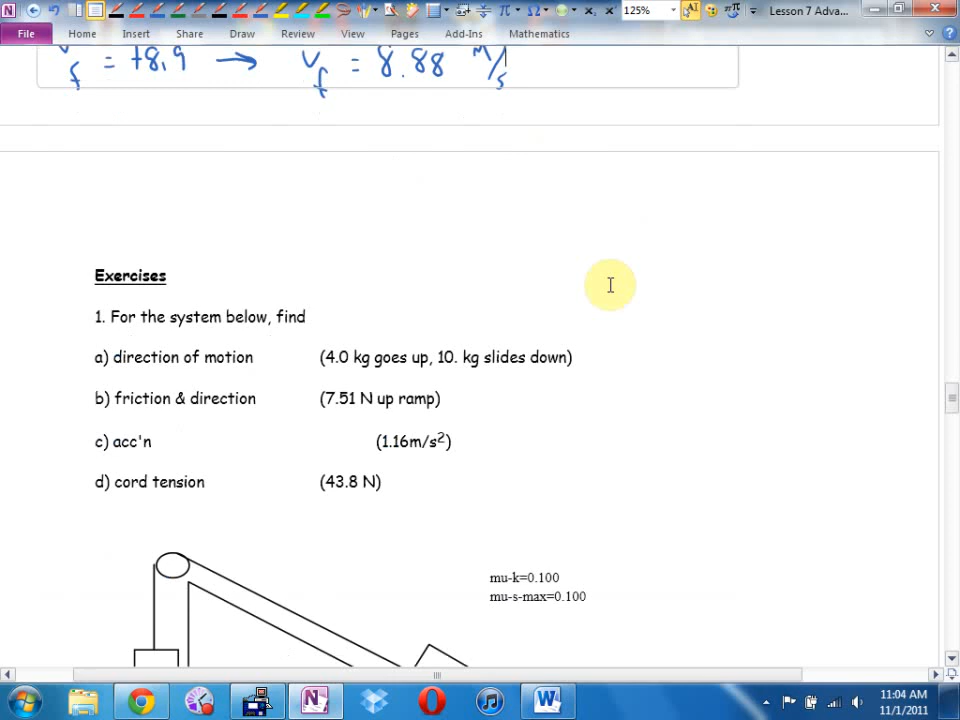 125%
Lesson 7 Adva...
File Home Insert Share Draw Review View Pages Add-Ins Mathematics
f = +8.9 → v f = 8.88 m/s
Exercises
1. For the system below, find
a) direction of motion (4.0 kg goes up, 10. kg slides down)
b) friction & direction (7.51 N up ramp)
c) acc'n (1.16m/s²)
d) cord tension (43.8 N)
mu-k=0.100
mu-s-max=0.100
11:04 AM
11/1/2011